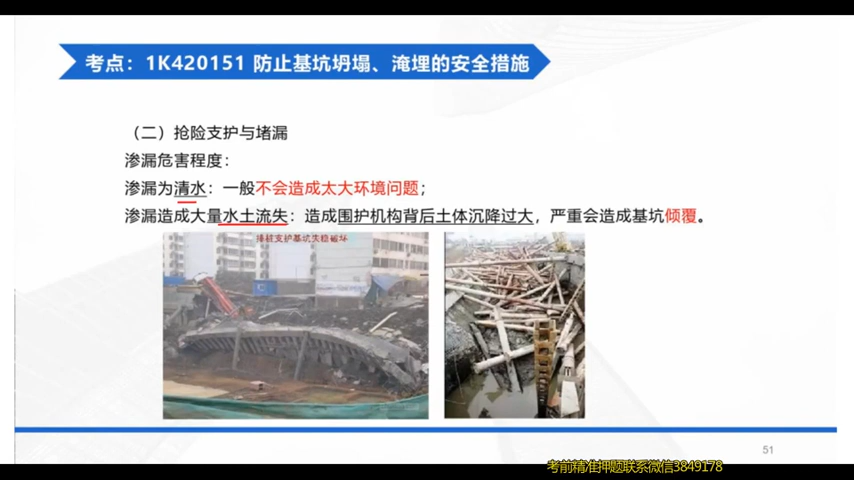 考点：1K420151 防止基坑坍塌、淹埋的安全措施
（二）抢险支护与堵漏
渗漏危害程度：
渗漏为清水：一般不会造成太大环境问题；
渗漏造成大量水土流失：造成围护机构背后土体沉降过大，严重会造成基坑倾覆。
排桩支护基坑失稳破坏
51
考前精准押题联系微信3849178